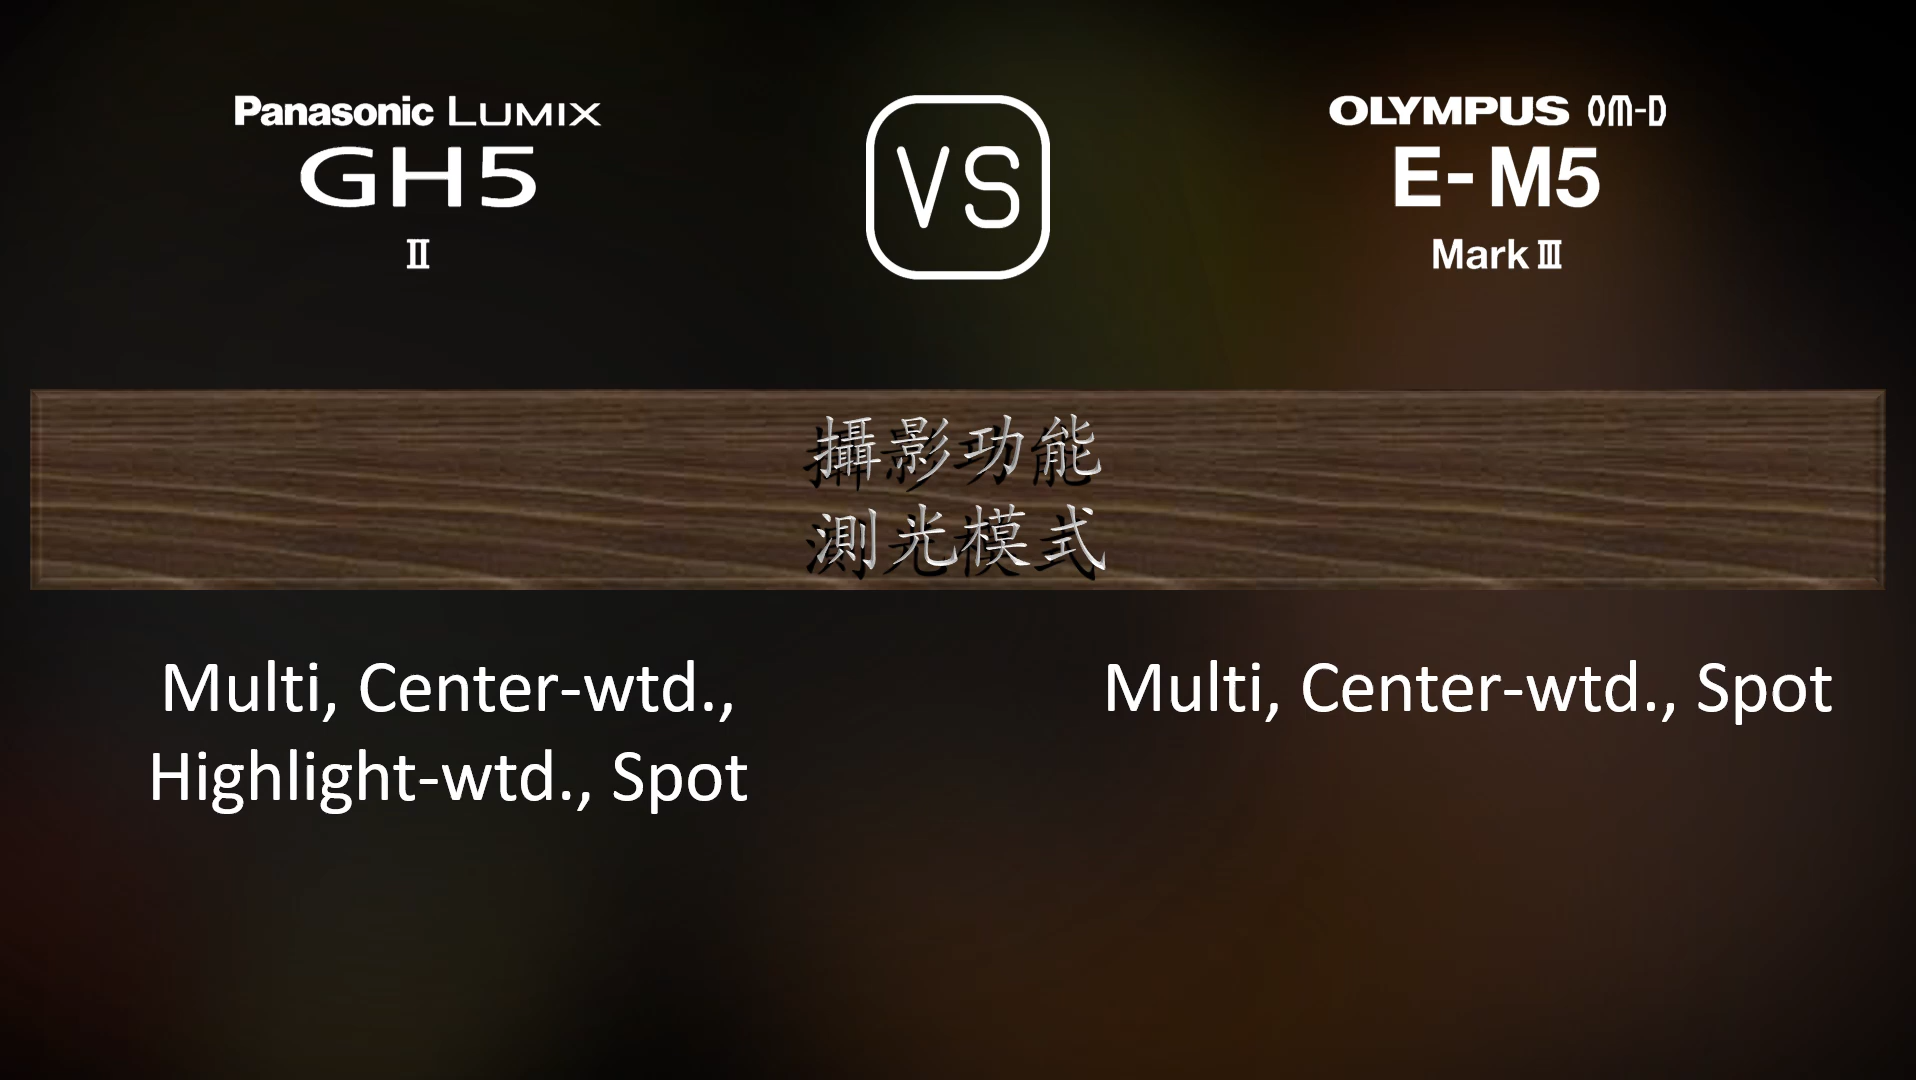 Panasonic LUMIX
GH5
II
VS
OLYMPUS OM-D
E-M5
Mark III
攝影功能
測光模式
Multi, Center-wtd.,
Highlight-wtd., Spot
Multi, Center-wtd., Spot